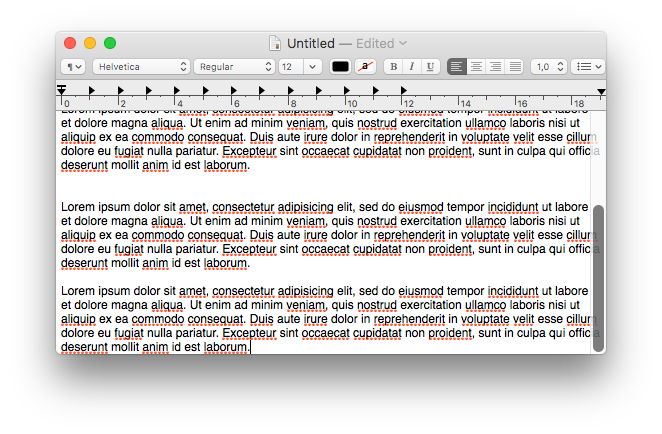 Untitled — Edited
¶ Helvetica Regular 12 a B I U 1,0
0 2 4 6 8 10 12 14 16 18
Lorem ipsum dolor sit amet, consectetur adipisicing elit, sed do eiusmod tempor incididunt ut labore
et dolore magna aliqua. Ut enim ad minim veniam, quis nostrud exercitation ullamco laboris nisi ut
aliquip ex ea commodo consequat. Duis aute irure dolor in reprehenderit in voluptate velit esse cillum
dolore eu fugiat nulla pariatur. Excepteur sint occaecat cupidatat non proident, sunt in culpa qui officia
deserunt mollit anim id est laborum.
Lorem ipsum dolor sit amet, consectetur adipisicing elit, sed do eiusmod tempor incididunt ut labore
et dolore magna aliqua. Ut enim ad minim veniam, quis nostrud exercitation ullamco laboris nisi ut
aliquip ex ea commodo consequat. Duis aute irure dolor in reprehenderit in voluptate velit esse cillum
dolore eu fugiat nulla pariatur. Excepteur sint occaecat cupidatat non proident, sunt in culpa qui officia
deserunt mollit anim id est laborum.
Lorem ipsum dolor sit amet, consectetur adipisicing elit, sed do eiusmod tempor incididunt ut labore
et dolore magna aliqua. Ut enim ad minim veniam, quis nostrud exercitation ullamco laboris nisi ut
aliquip ex ea commodo consequat. Duis aute irure dolor in reprehenderit in voluptate velit esse cillum
dolore eu fugiat nulla pariatur. Excepteur sint occaecat cupidatat non proident, sunt in culpa qui officia
deserunt mollit anim id est laborum.